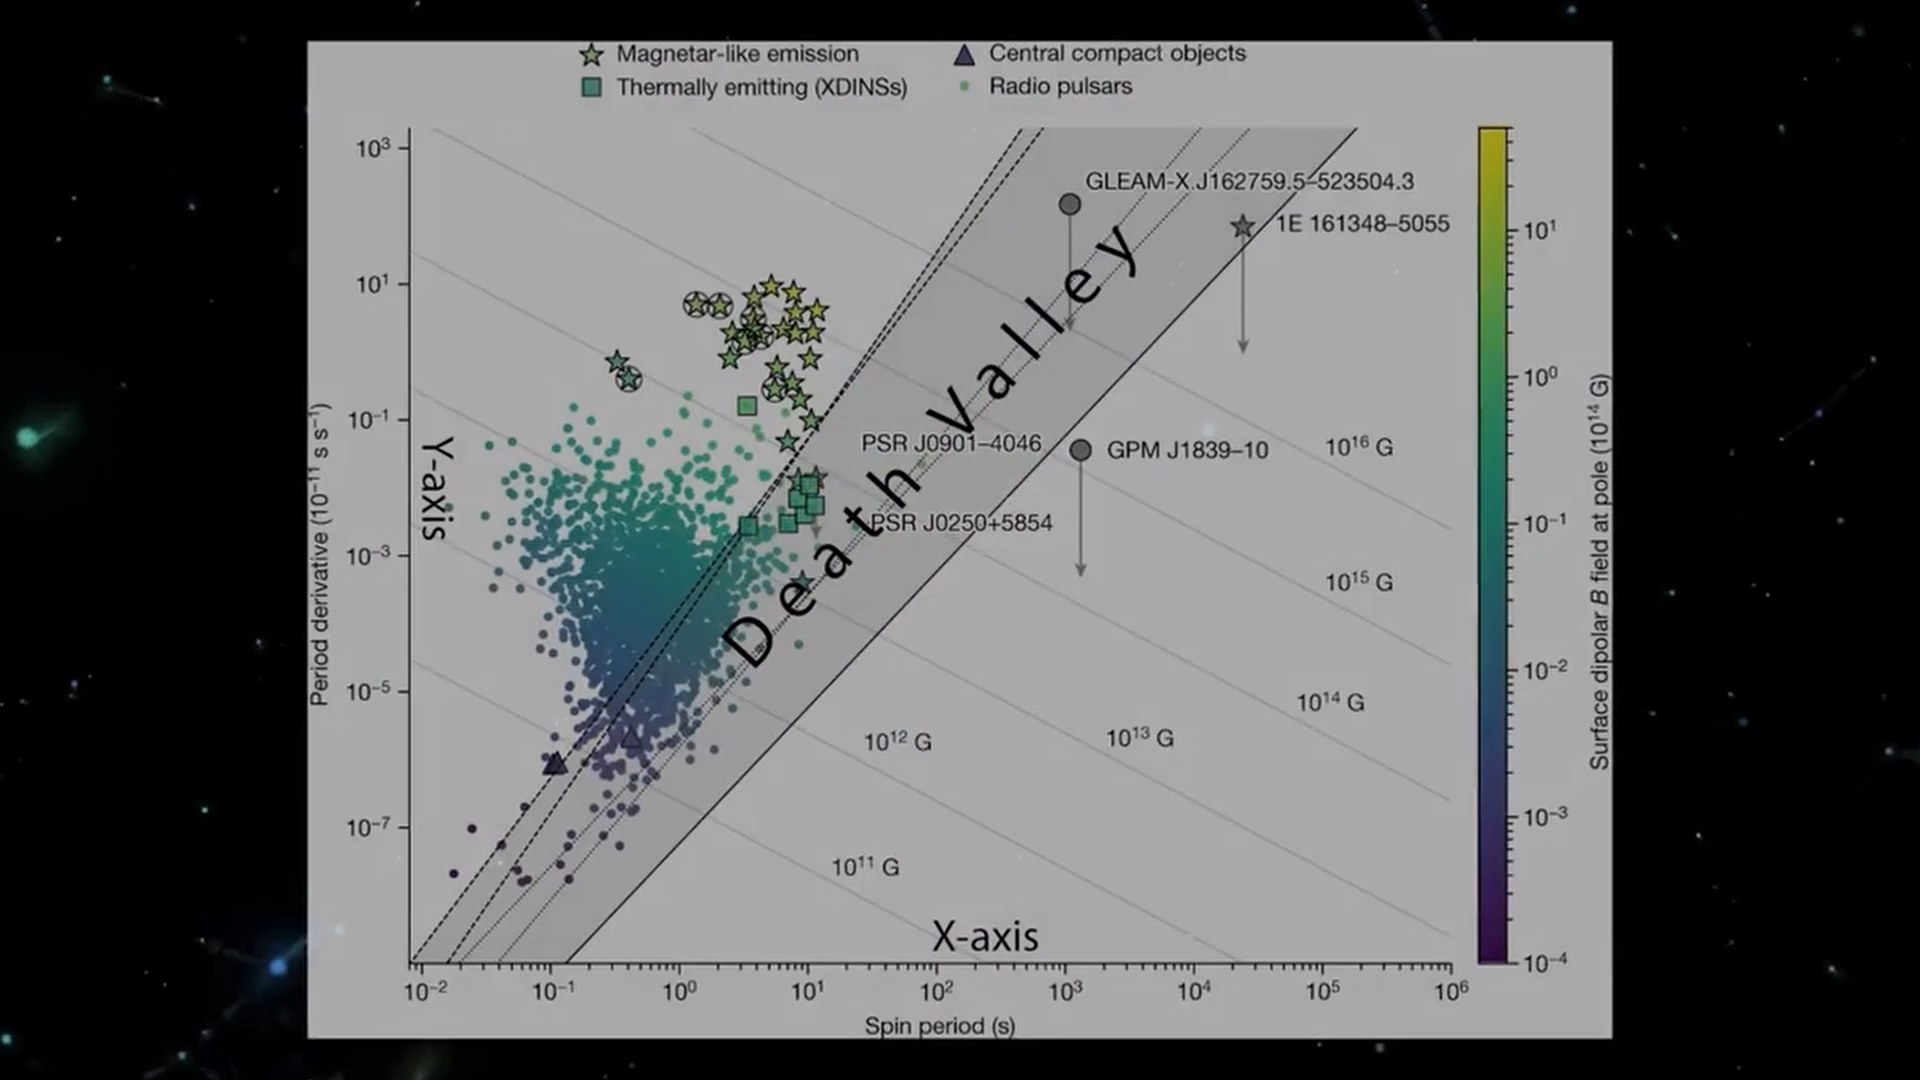 Magnetar-like emission
Central compact objects
Thermally emitting (XDINSs)
Radio pulsars
10³
10¹
10⁻¹
10⁻³
10⁻⁵
10⁻⁷
Period derivative (10⁻¹¹ s s⁻¹)
Y-axis
GLEAM-X J162759.5–523504.3
1E 161348–5055
PSR J0901–4046
GPM J1839–10
PSR J0250+5854
Death Valley
10¹⁶ G
10¹⁵ G
10¹⁴ G
10¹³ G
10¹² G
10¹¹ G
X-axis
10⁻² 10⁻¹ 10⁰ 10¹ 10² 10³ 10⁴ 10⁵ 10⁶
Spin period (s)
10¹
10⁰
10⁻¹
10⁻²
10⁻³
10⁻⁴
Surface dipolar B field at pole (10¹⁴ G)